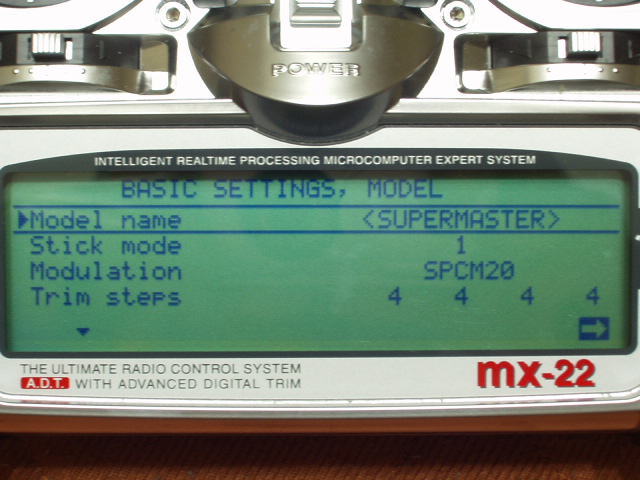 POWER
INTELLIGENT REALTIME PROCESSING MICROCOMPUTER EXPERT SYSTEM
BASIC SETTINGS, MODEL
Model name <SUPERMASTER>
Stick mode 1
Modulation SPCM20
Trim steps 4 4 4 4
THE ULTIMATE RADIO CONTROL SYSTEM
A.D.T. WITH ADVANCED DIGITAL TRIM
mx-22